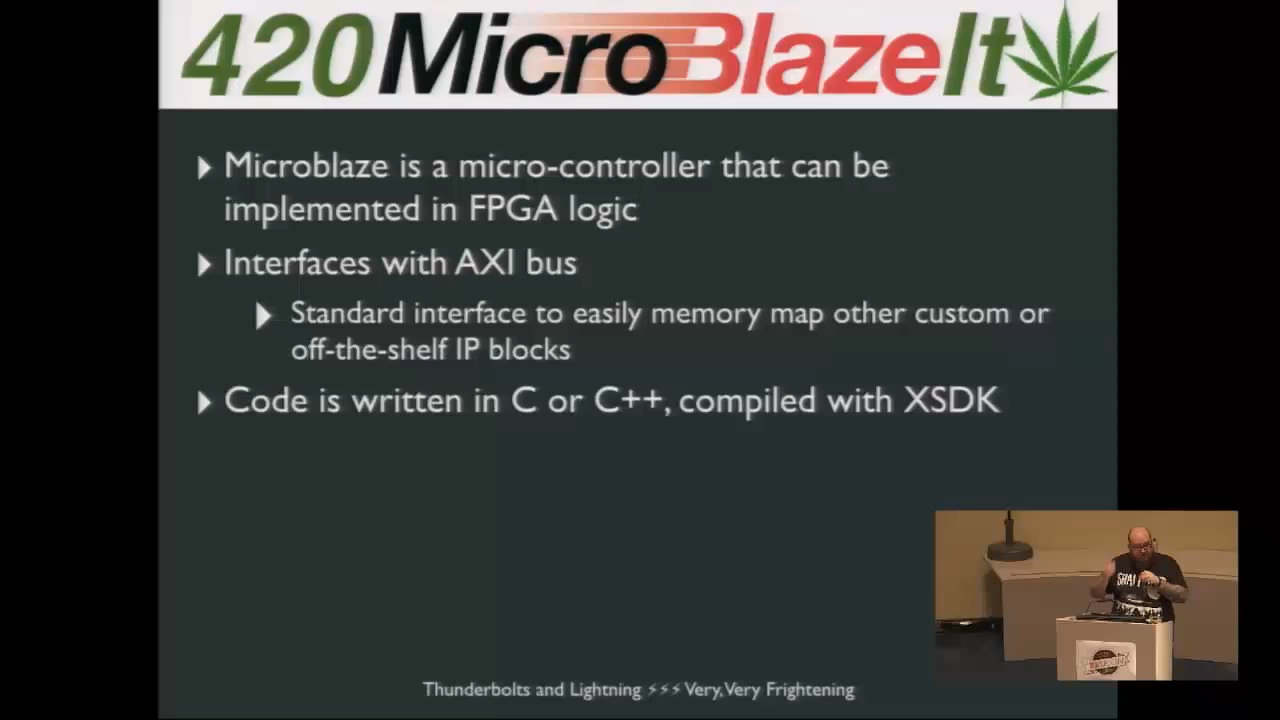 420MicroBlazeIt
Microblaze is a micro-controller that can be
implemented in FPGA logic
Interfaces with AXI bus
Standard interface to easily memory map other custom or
off-the-shelf IP blocks
Code is written in C or C++, compiled with XSDK
Thunderbolts and Lightning ⚡⚡⚡ Very, Very Frightening